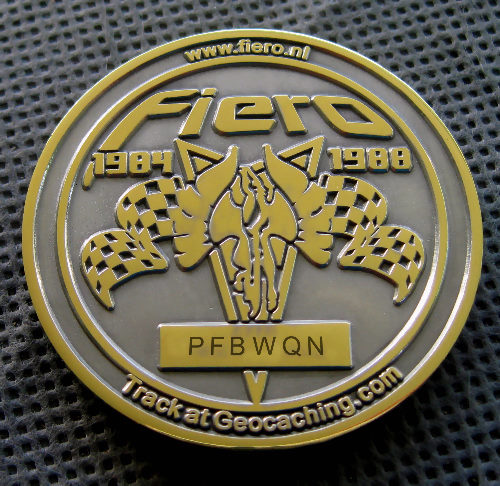 www.fiero.nl
Fiero
1984 1988
PFBWQN
Track at Geocaching.com